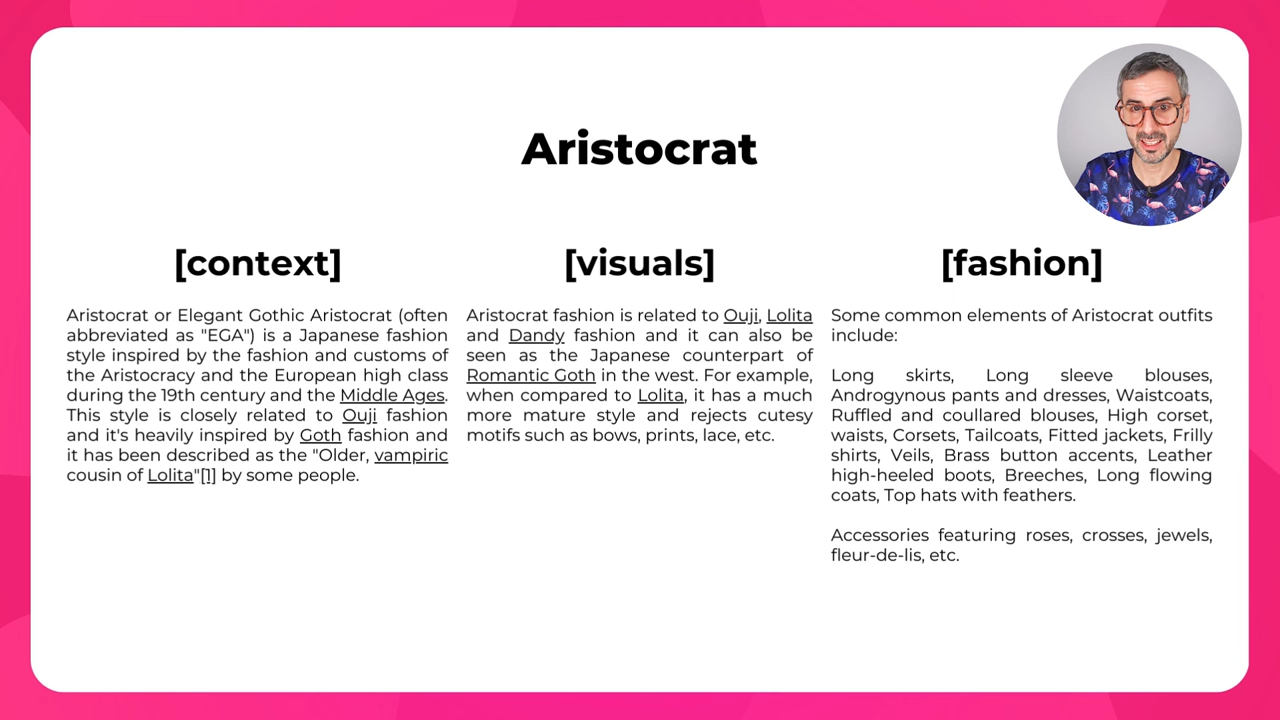 Aristocrat
[context]
Aristocrat or Elegant Gothic Aristocrat (often
abbreviated as "EGA") is a Japanese fashion
style inspired by the fashion and customs of
the Aristocracy and the European high class
during the 19th century and the Middle Ages.
This style is closely related to Ouji fashion
and it's heavily inspired by Goth fashion and
it has been described as the "Older, vampiric
cousin of Lolita"[1] by some people.
[visuals]
Aristocrat fashion is related to Ouji, Lolita
and Dandy fashion and it can also be
seen as the Japanese counterpart of
Romantic Goth in the west. For example,
when compared to Lolita, it has a much
more mature style and rejects cutesy
motifs such as bows, prints, lace, etc.
[fashion]
Some common elements of Aristocrat outfits
include:
Long skirts, Long sleeve blouses,
Androgynous pants and dresses, Waistcoats,
Ruffled and coullared blouses, High corset,
waists, Corsets, Tailcoats, Fitted jackets, Frilly
shirts, Veils, Brass button accents, Leather
high-heeled boots, Breeches, Long flowing
coats, Top hats with feathers.
Accessories featuring roses, crosses, jewels,
fleur-de-lis, etc.